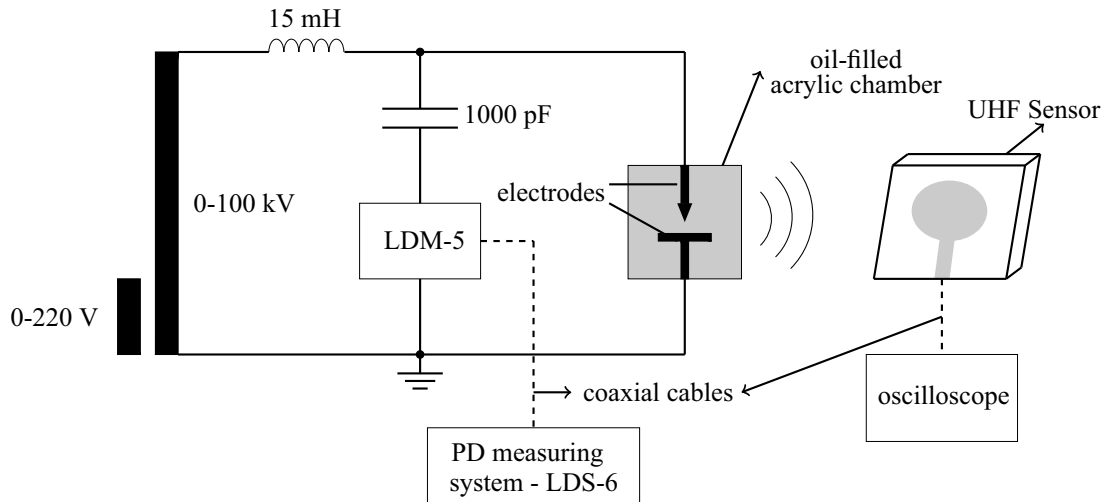 15 mH
oil-filled
acrylic chamber
UHF Sensor
1000 pF
electrodes
0-100 kV
LDM-5
0-220 V
coaxial cables
oscilloscope
PD measuring
system - LDS-6